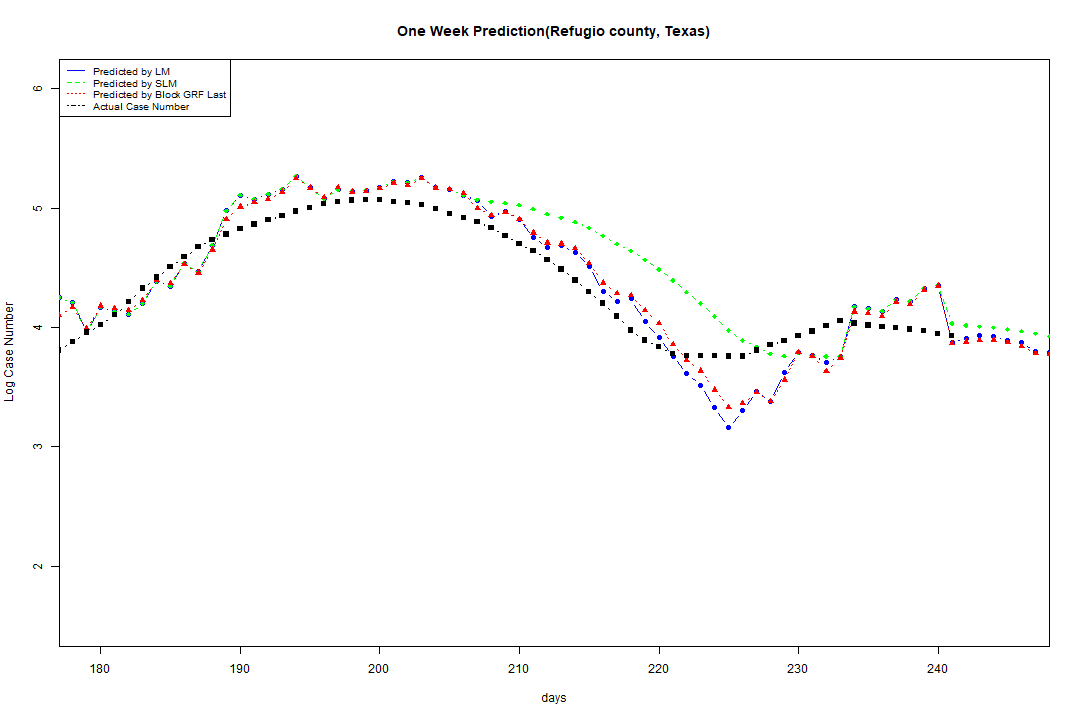 One Week Prediction(Refugio county, Texas)
Predicted by LM
Predicted by SLM
Predicted by Block GRF Last
Actual Case Number
6
5
4
3
2
Log Case Number
180 190 200 210 220 230 240
days